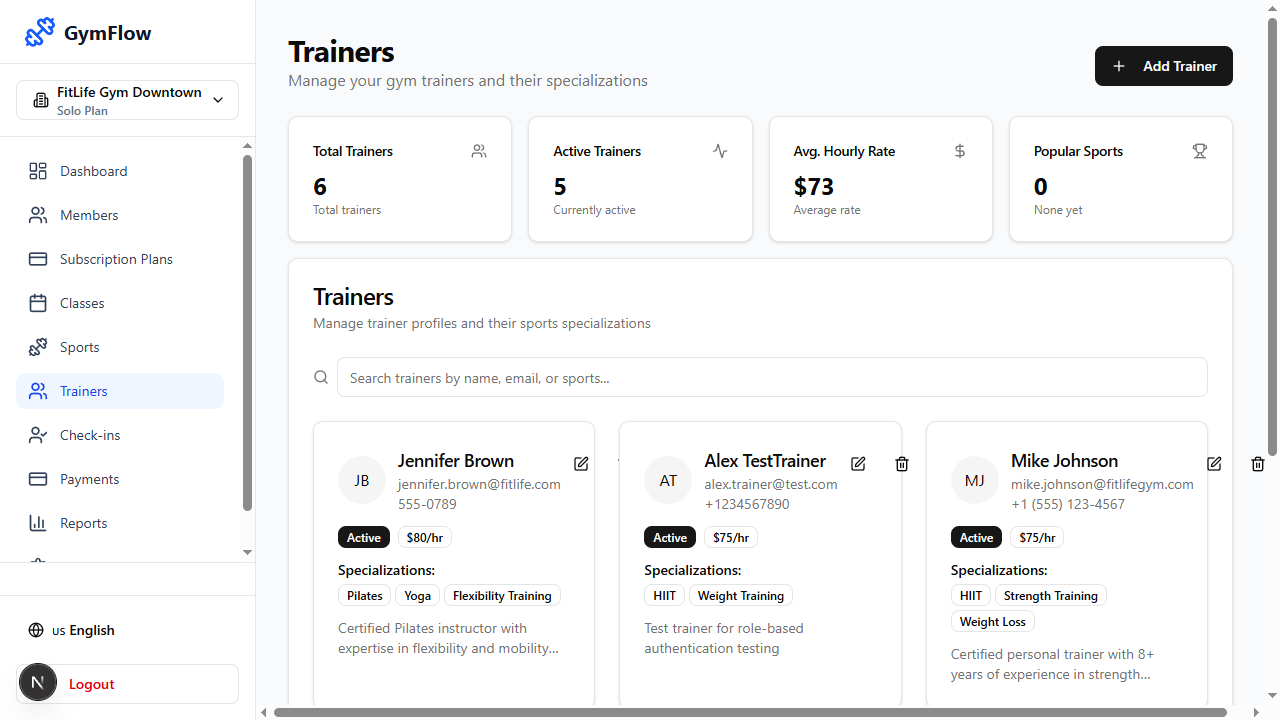 GymFlow
FitLife Gym Downtown
Solo Plan
Dashboard
Members
Subscription Plans
Classes
Sports
Trainers
Check-ins
Payments
Reports
us English
N
Logout
Trainers
Manage your gym trainers and their specializations
Add Trainer
Total Trainers
6
Total trainers
Active Trainers
5
Currently active
Avg. Hourly Rate
$73
Average rate
Popular Sports
0
None yet
Trainers
Manage trainer profiles and their sports specializations
Search trainers by name, email, or sports...
JB
Jennifer Brown
jennifer.brown@fitlife.com
555-0789
Active $80/hr
Specializations:
Pilates Yoga Flexibility Training
Certified Pilates instructor with
expertise in flexibility and mobility...
AT
Alex TestTrainer
alex.trainer@test.com
+1234567890
Active $75/hr
Specializations:
HIIT Weight Training
Test trainer for role-based
authentication testing
MJ
Mike Johnson
mike.johnson@fitlifegym.com
+1 (555) 123-4567
Active $75/hr
Specializations:
HIIT Strength Training
Weight Loss
Certified personal trainer with 8+
years of experience in strength...